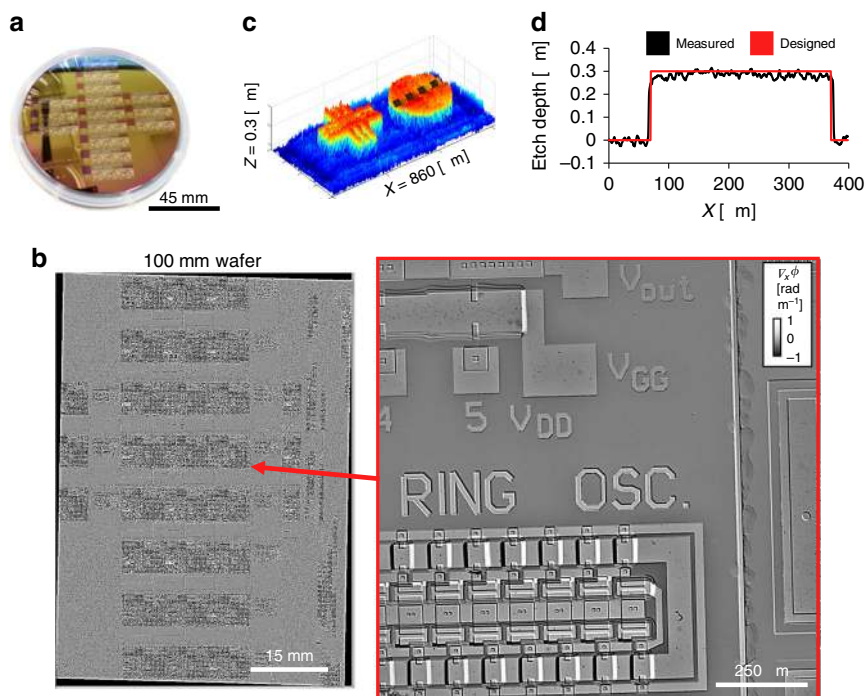 a
45 mm
c
Z = 0.3 [ m]
X = 860 [ m]
d
Measured
Designed
Etch depth [ m]
0.4
0.3
0.2
0.1
0
−0.1
0
100
200
300
400
X [ m]
b
100 mm wafer
15 mm
Vout
VGG
4
5
VDD
RING OSC.
∇xϕ
[rad
m−1]
1
0
−1
250 m